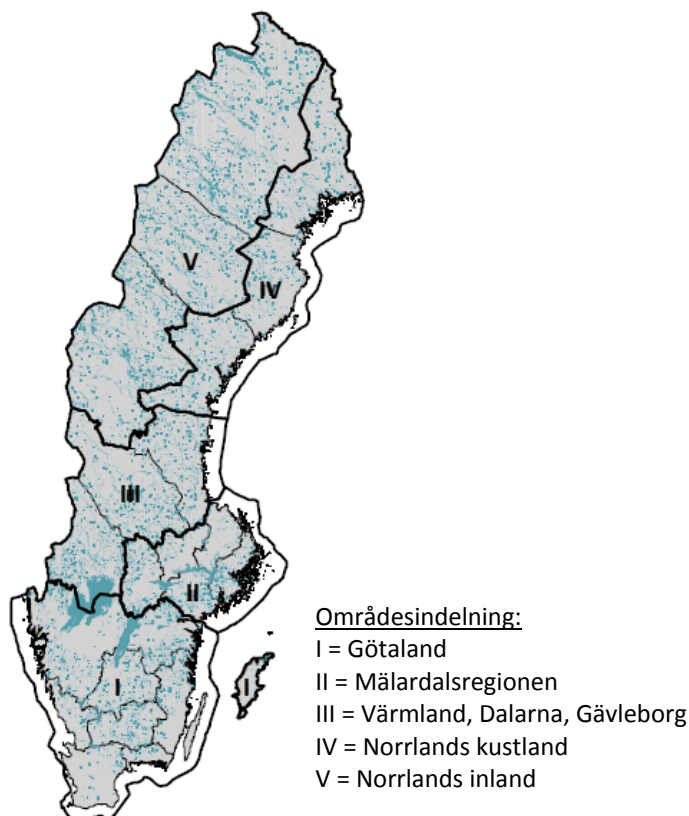 V
IV
III
II
I
I
Områdesindelning:
I = Götaland
II = Mälardalsregionen
III = Värmland, Dalarna, Gävleborg
IV = Norrlands kustland
V = Norrlands inland